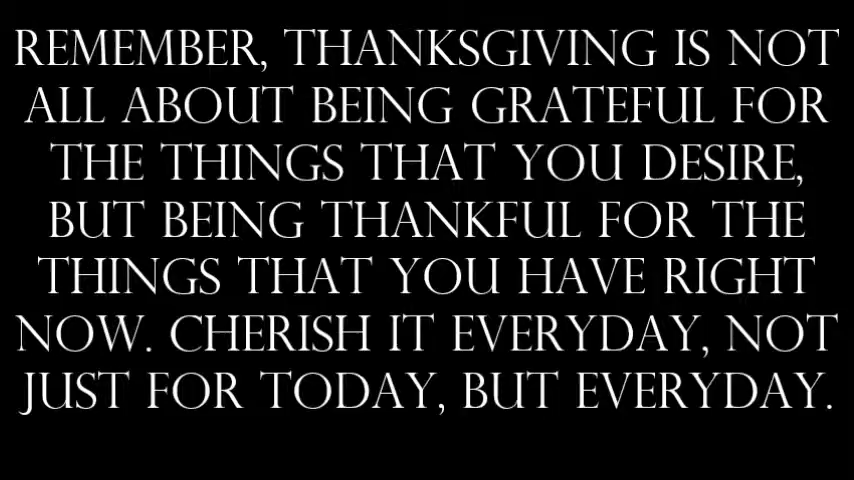 REMEMBER, THANKSGIVING IS NOT
ALL ABOUT BEING GRATEFUL FOR
THE THINGS THAT YOU DESIRE,
BUT BEING THANKFUL FOR THE
THINGS THAT YOU HAVE RIGHT
NOW. CHERISH IT EVERYDAY, NOT
JUST FOR TODAY, BUT EVERYDAY.